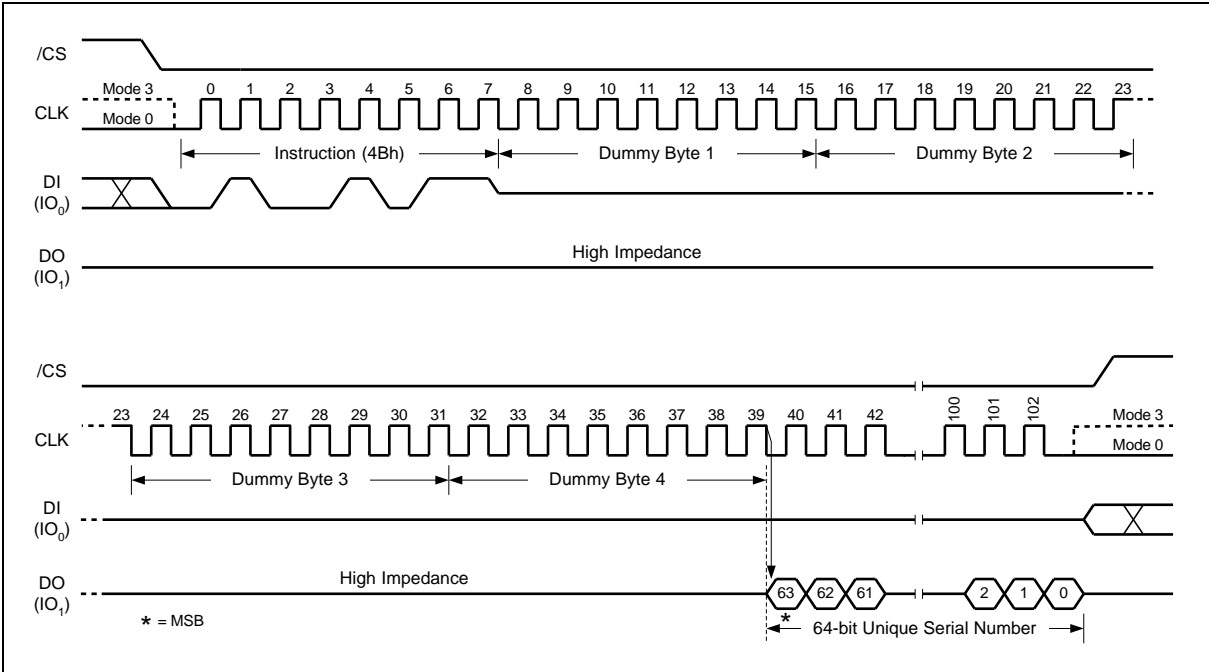 /CS
Mode 3 0 1 2 3 4 5 6 7 8 9 10 11 12 13 14 15 16 17 18 19 20 21 22 23
CLK
Mode 0
Instruction (4Bh) Dummy Byte 1 Dummy Byte 2
DI
(IO0)
High Impedance
DO
(IO1)
/CS
23 24 25 26 27 28 29 30 31 32 33 34 35 36 37 38 39 40 41 42 100 101 102 Mode 3
CLK
Mode 0
Dummy Byte 3 Dummy Byte 4
DI
(IO0)
High Impedance
DO
(IO1)
63 62 61 2 1 0
* = MSB
*
64-bit Unique Serial Number